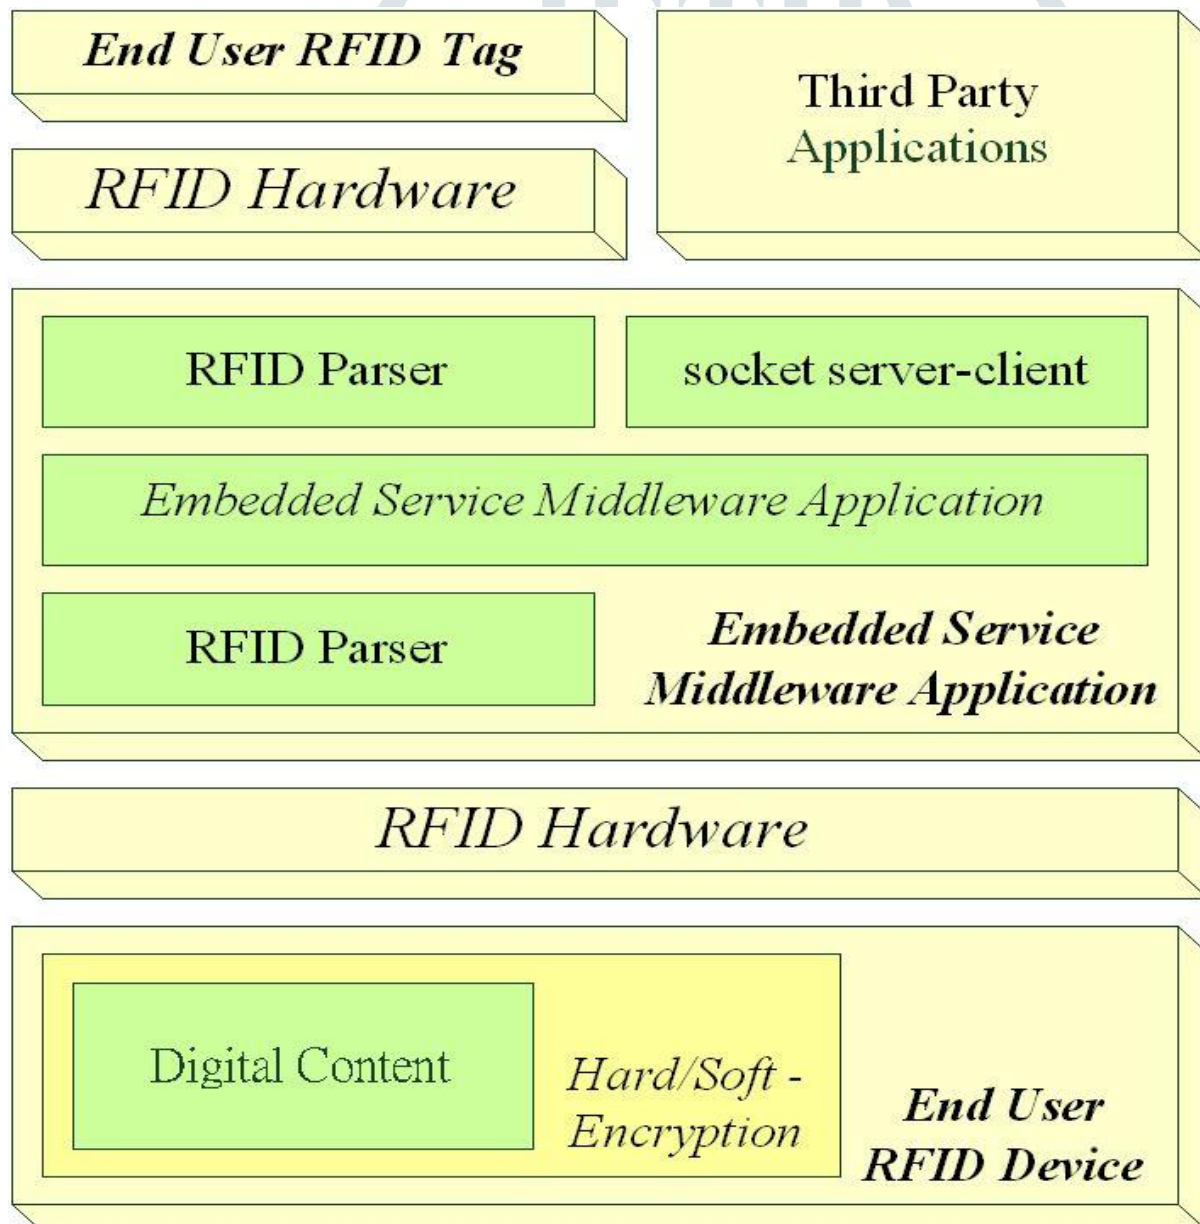 End User RFID Tag
Third Party
Applications
RFID Hardware
RFID Parser
socket server-client
Embedded Service Middleware Application
RFID Parser
Embedded Service
Middleware Application
RFID Hardware
Digital Content
Hard/Soft -
Encryption
End User
RFID Device